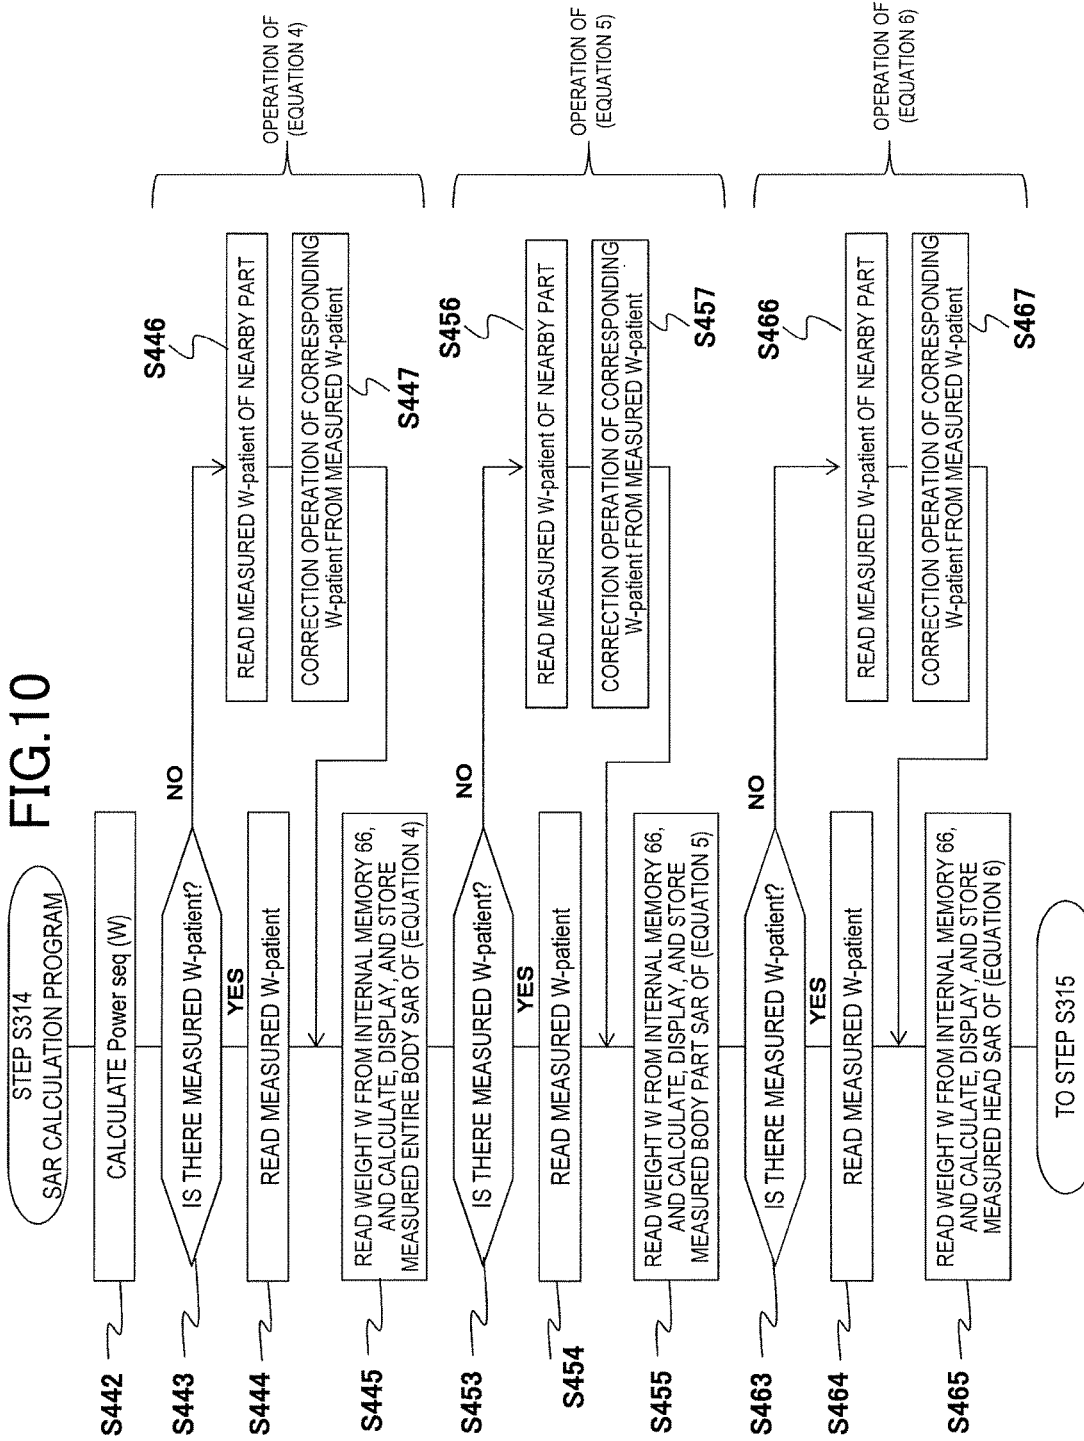 FIG.10
STEP S314
SAR CALCULATION PROGRAM
S442
CALCULATE Power seq (W)
S443
IS THERE MEASURED W-patient?
NO
YES
S444
READ MEASURED W-patient
S446
READ MEASURED W-patient OF NEARBY PART
CORRECTION OPERATION OF CORRESPONDING
W-patient FROM MEASURED W-patient
S447
S445
READ WEIGHT W FROM INTERNAL MEMORY 66,
AND CALCULATE, DISPLAY, AND STORE
MEASURED ENTIRE BODY SAR OF (EQUATION 4)
OPERATION OF
(EQUATION 4)
S453
IS THERE MEASURED W-patient?
NO
YES
S454
READ MEASURED W-patient
S456
READ MEASURED W-patient OF NEARBY PART
CORRECTION OPERATION OF CORRESPONDING
W-patient FROM MEASURED W-patient
S457
S455
READ WEIGHT W FROM INTERNAL MEMORY 66,
AND CALCULATE, DISPLAY, AND STORE
MEASURED BODY PART SAR OF (EQUATION 5)
OPERATION OF
(EQUATION 5)
S463
IS THERE MEASURED W-patient?
NO
YES
S464
READ MEASURED W-patient
S466
READ MEASURED W-patient OF NEARBY PART
CORRECTION OPERATION OF CORRESPONDING
W-patient FROM MEASURED W-patient
S467
S465
READ WEIGHT W FROM INTERNAL MEMORY 66,
AND CALCULATE, DISPLAY, AND STORE
MEASURED HEAD SAR OF (EQUATION 6)
OPERATION OF
(EQUATION 6)
TO STEP S315